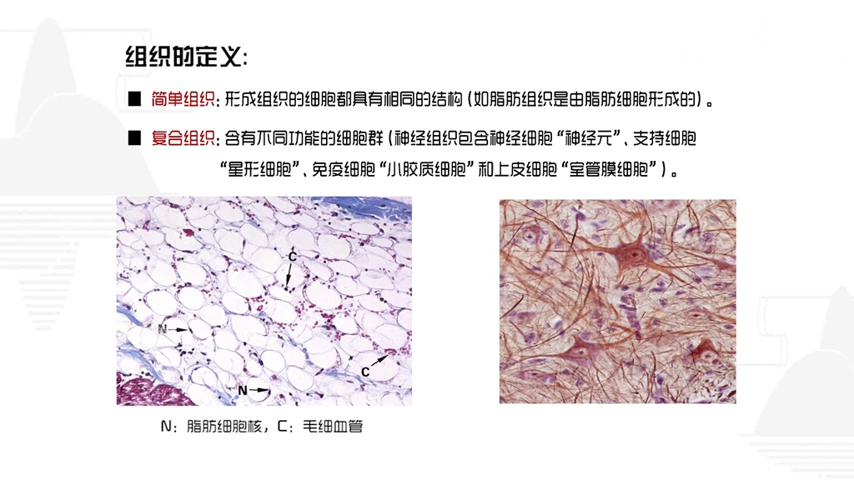 组织的定义:
■ 简单组织: 形成组织的细胞都具有相同的结构 (如脂肪组织是由脂肪细胞形成的) 。
■ 复合组织: 含有不同功能的细胞群 (神经组织包含神经细胞 “神经元” 、支持细胞
“星形细胞” 、免疫细胞 “小胶质细胞” 和上皮细胞 “室管膜细胞” ) 。
C
N
C
N
N: 脂肪细胞核, C: 毛细血管